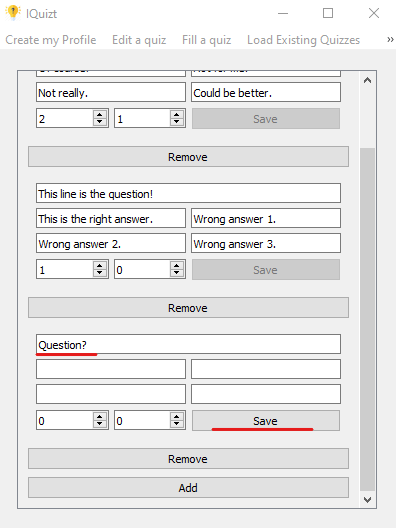 IQuizt
Create my Profile Edit a quiz Fill a quiz Load Existing Quizzes »
Not really. Could be better.
2 1 Save
Remove
This line is the question!
This is the right answer. Wrong answer 1.
Wrong answer 2. Wrong answer 3.
1 0 Save
Remove
Question?
0 0 Save
Remove
Add